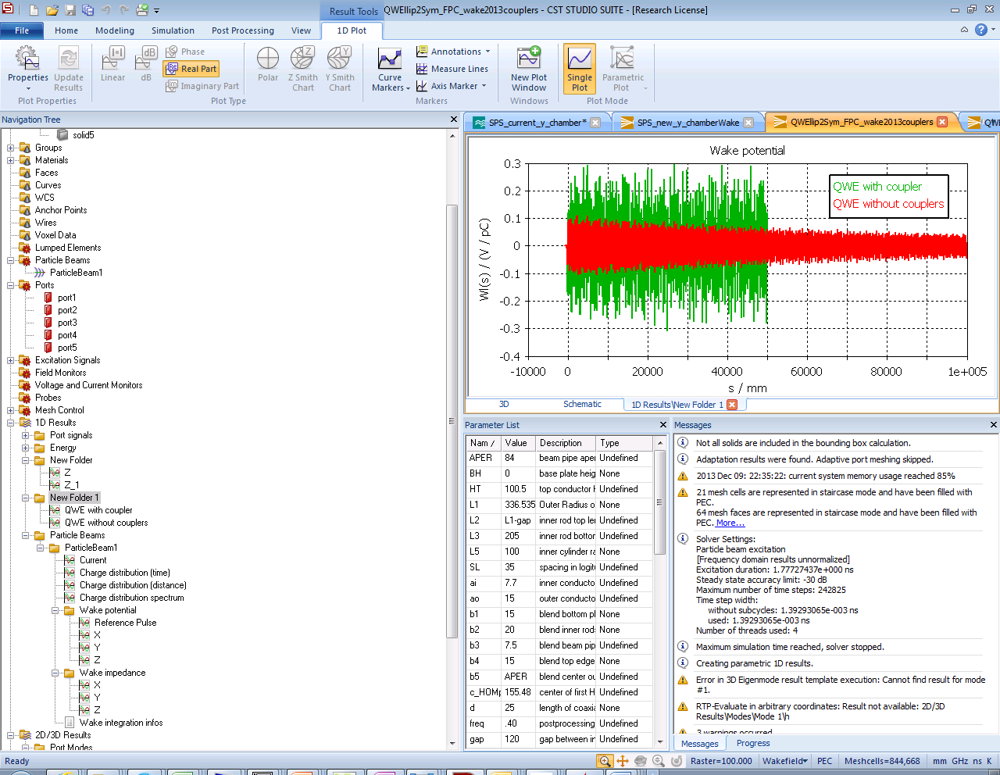 Result Tools
QWEllip2Sym_FPC_wake2013couplers - CST STUDIO SUITE - [Research License]
File Home Modeling Simulation Post Processing View 1D Plot
Properties
Update Results
Plot Properties
Linear
dB
Phase
Real Part
Imaginary Part
Plot Type
Polar
Z Smith Chart
Y Smith Chart
Curve Markers
Annotations
Measure Lines
Axis Marker
Markers
New Plot Window
Windows
Single Plot
Parametric Plot
Plot Mode
Navigation Tree
solid5
Groups
Materials
Faces
Curves
WCS
Anchor Points
Wires
Voxel Data
Lumped Elements
Particle Beams
ParticleBeam1
Ports
port1
port2
port3
port4
port5
Excitation Signals
Field Monitors
Voltage and Current Monitors
Probes
Mesh Control
1D Results
Port signals
Energy
New Folder
Z
Z_1
New Folder 1
QWE with coupler
QWE without couplers
Particle Beams
ParticleBeam1
Current
Charge distribution (time)
Charge distribution (distance)
Charge distribution spectrum
Wake potential
Reference Pulse
X
Y
Z
Wake impedance
X
Y
Z
Wake integration infos
2D/3D Results
Port Modes
SPS_current_y_chamber*
SPS_new_y_chamberWake
QWEllip2Sym_FPC_wake2013couplers
Wake potential
Wl(s) / (V / pC)
0.3
0.2
0.1
0
-0.1
-0.2
-0.3
-0.4
QWE with coupler
QWE without couplers
-10000 0 20000 40000 60000 80000 1e+005
s / mm
3D Schematic 1D Results\New Folder 1
Parameter List
Nam / Value Description Type
APER 84 beam pipe aper Undefined
BH 0 base plate heig None
HT 100.5 top conductor h Undefined
L1 336.535 Outer Radius o None
L2 L1-gap inner rod top ler Undefined
L3 205 inner rod bottom Undefined
L5 100 inner cylinder ra None
SL 35 spacing in logitu Undefined
ai 7.7 inner conducto Undefined
ao 15 outer conducto Undefined
b1 15 blend bottom pl None
b2 20 blend inner rod: None
b3 7.5 blend beam pip Undefined
b4 15 blend top edge None
b5 APER blend center ou Undefined
c_HOMp 155.48 center of first H Undefined
d 25 length of coaxia None
freq .40 postprocessing Undefined
gap 120 gap between in Undefined
Messages
Not all solids are included in the bounding box calculation.
Adaptation results were found. Adaptive port meshing skipped.
2013 Dec 09: 22:35:22: current system memory usage reached 85%
21 mesh cells are represented in staircase mode and have been filled with
PEC.
64 mesh faces are represented in staircase mode and have been filled with
PEC. More...
Solver Settings:
Particle beam excitation
[Frequency domain results unnormalized]
Excitation duration: 1.77727437e+000 ns
Steady state accuracy limit: -30 dB
Maximum number of time steps: 242825
Time step width:
without subcycles: 1.39293065e-003 ns
used: 1.39293065e-003 ns
Number of threads used: 4
Maximum simulation time reached, solver stopped.
Creating parametric 1D results.
Error in 3D Eigenmode result template execution: Cannot find result for mode
#1.
RTP-Evaluate in arbitrary coordinates: Result not available: 2D/3D
Results\Modes\Mode 1\h
3 warnings occurred
Messages Progress
Ready
Raster=100.000 Wakefield PEC Meshcells=844,668 mm GHz ns K